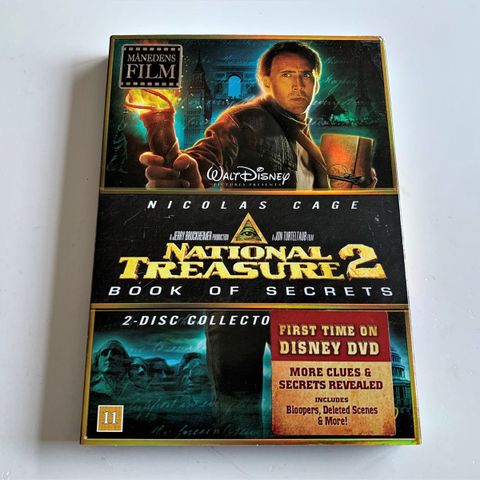 MÅNEDENS
FILM
WALT DISNEY
PICTURES PRESENTS
NICOLAS CAGE
A JERRY BRUCKHEIMER PRODUCTION
A JON TURTELTAUB FILM
NATIONAL
TREASURE 2
BOOK OF SECRETS
2-DISC COLLECTO
FIRST TIME ON
DISNEY DVD
MORE CLUES &
SECRETS REVEALED
INCLUDES
Bloopers, Deleted Scenes
& More!
11